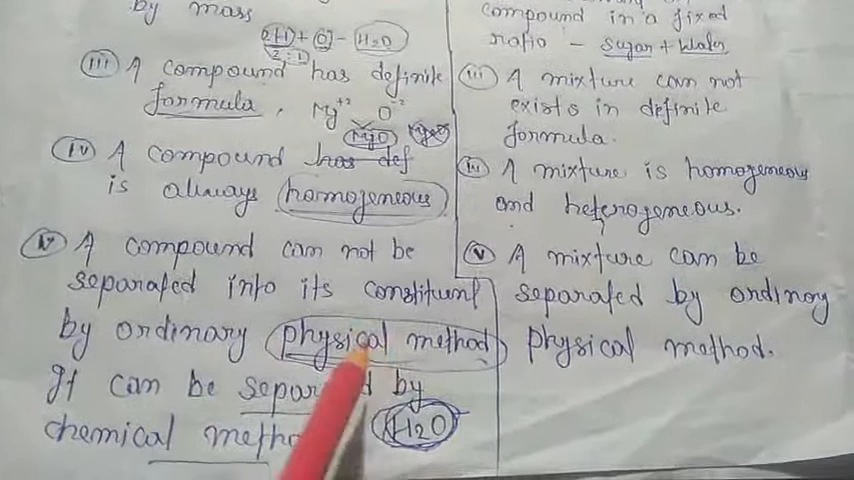 by mass
2H + O - H2O
2 : 1
(iii) A compound has definite
formula, Mg+2 O-2
MgO
(iv) A compound has def
is always homogeneous
(v) A compound can not be
separated into its constitunt
by ordinary physical method
It can be separ d by
chemical metho
H2O
compound in a fixed
ratio - Sugar + Water
(iii) A mixture can not
exists in definite
formula.
A mixture is homogeneous
and heterogeneous.
(v) A mixture can be
separated by ordinory
physical method.